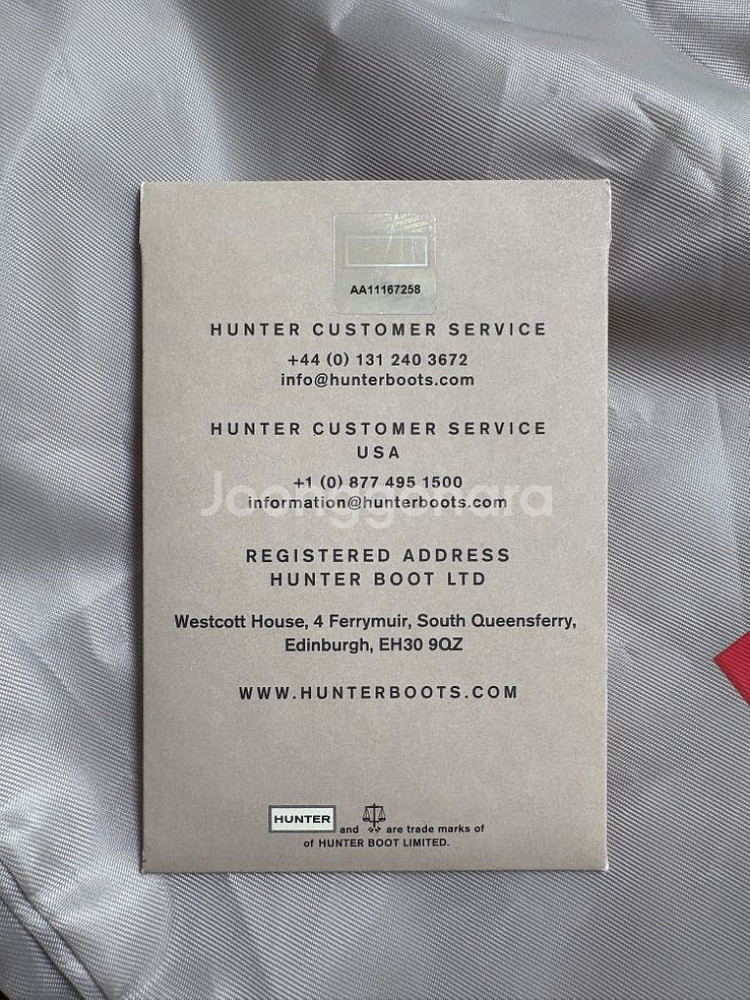 AA11167258
HUNTER CUSTOMER SERVICE
+44 (0) 131 240 3672
info@hunterboots.com
HUNTER CUSTOMER SERVICE
USA
+1 (0) 877 495 1500
information@hunterboots.com
Joonggonara
REGISTERED ADDRESS
HUNTER BOOT LTD
Westcott House, 4 Ferrymuir, South Queensferry,
Edinburgh, EH30 9QZ
WWW.HUNTERBOOTS.COM
HUNTER and are trade marks of
of HUNTER BOOT LIMITED.